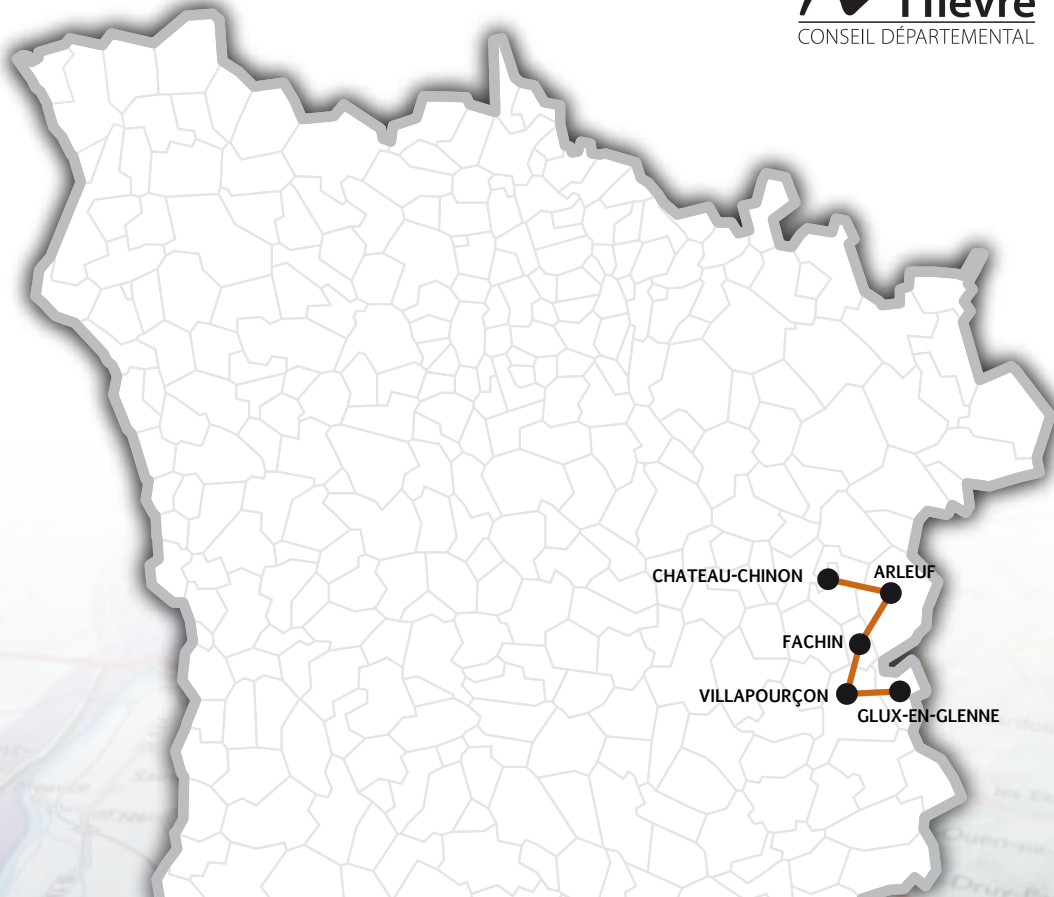 nièvre
CONSEIL DÉPARTEMENTAL
CHATEAU-CHINON
ARLEUF
FACHIN
VILLAPOURÇON
GLUX-EN-GLENNE